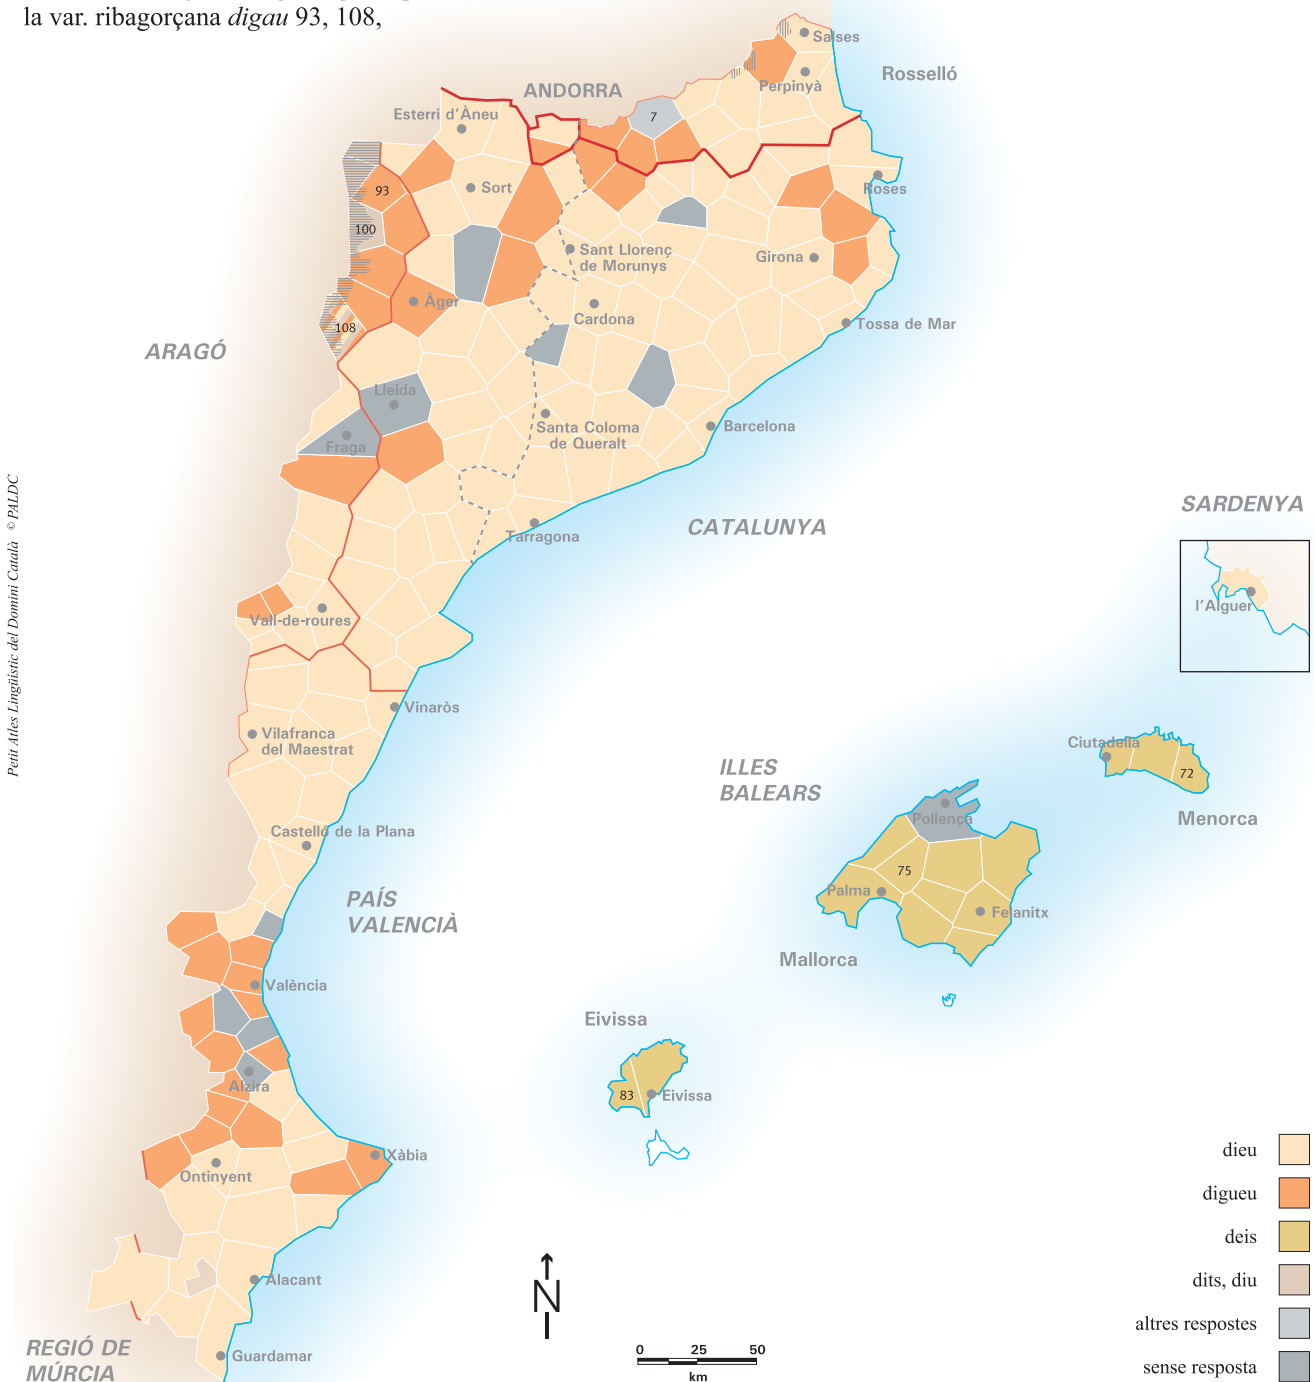 la var. ribagorçana digau 93, 108,
Salses
Rosselló
Perpinyà
ANDORRA
Esterri d'Àneu
7
93
Sort
Roses
100
Sant Llorenç
de Morunys
Girona
Àger
Cardona
108
Tossa de Mar
ARAGÓ
Lleida
Santa Coloma
de Queralt
Barcelona
Fraga
Petit Atles Lingüístic del Domini Català © PALDC
SARDENYA
CATALUNYA
Tarragona
l'Alguer
Vall-de-roures
Vinaròs
Vilafranca
del Maestrat
ILLES
BALEARS
Ciutadella
72
Menorca
Castelló de la Plana
Pollença
75
Palma
Felanitx
PAÍS
VALENCIÀ
Mallorca
València
Eivissa
Alzira
83
Eivissa
Xàbia
Ontinyent
dieu
digueu
deis
dits, diu
altres respostes
sense resposta
Alacant
N
REGIÓ DE
MÚRCIA
Guardamar
0 25 50
km